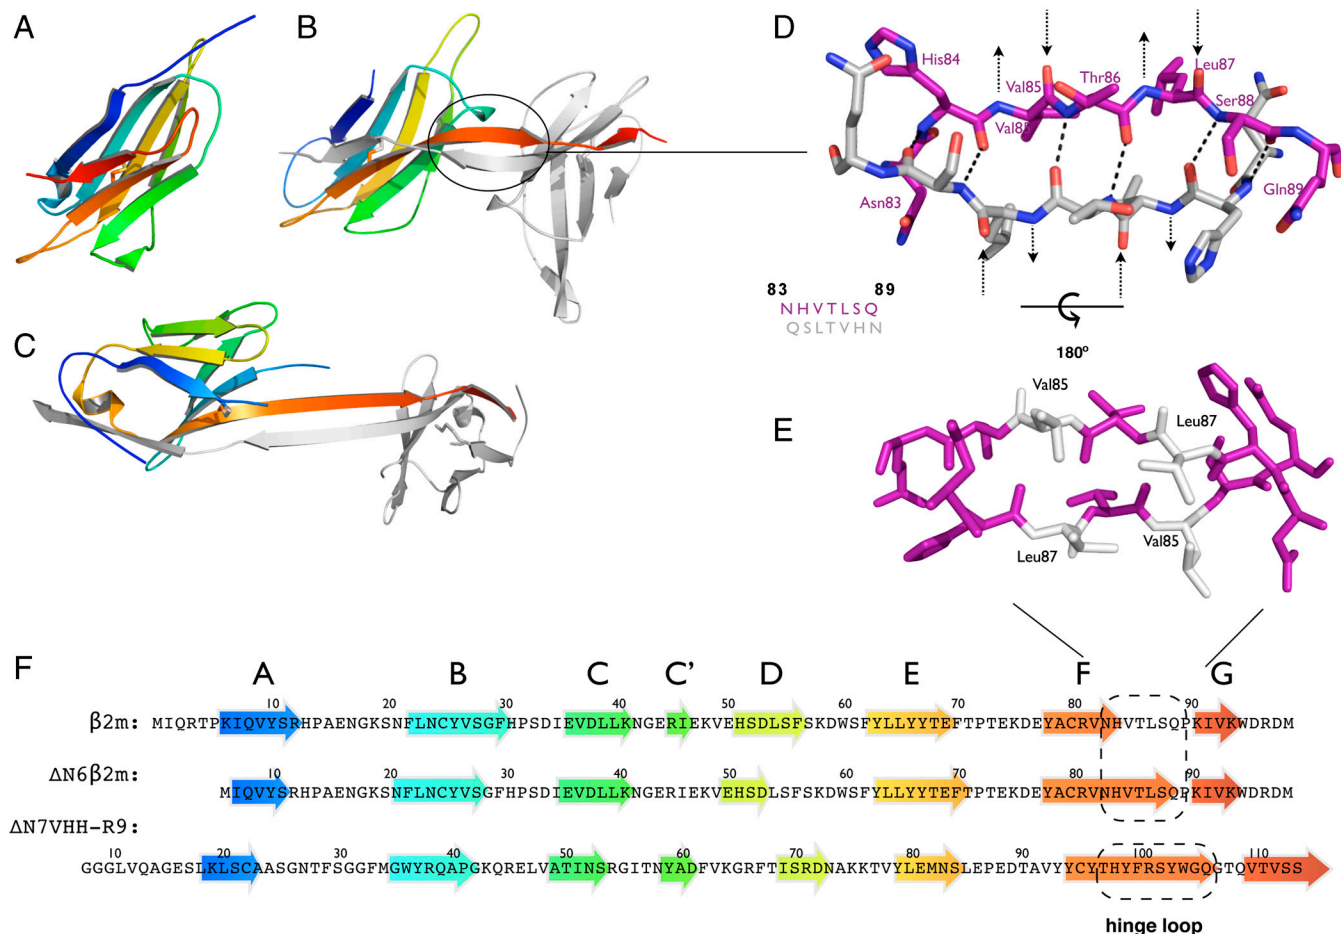 A
B
C
D
His84
Val85
Val85
Thr86
Leu87
Ser88
Asn83
Gln89
83 89
NHVTLSQ
QSLTVHN
180º
E
Val85
Leu87
Leu87
Val85
F
A B C C’ D E F G
10 20 30 40 50 60 70 80 90
β2m: MIQRTPKIQVYSRHPAENGKSNFLNCYVSGFHPSDIEVDLLKNGERIEKVEHSDLSFSKDWSFYLLYYTEFTPTEKDEYACRVNHVTLSQPKIVKWDRDM
10 20 30 40 50 60 70 80 90
ΔN6β2m: MIQVYSRHPAENGKSNFLNCYVSGFHPSDIEVDLLKNGERIEKVEHSDLSFSKDWSFYLLYYTEFTPTEKDEYACRVNHVTLSQPKIVKWDRDM
ΔN7VHH-R9:
10 20 30 40 50 60 70 80 90 100 110
GGGLVQAGESLKLSCAASGNTFSGGFMGWYRQAPGKQRELVATINSRGITNYADFVKGRFTISRDNAKKTVYLEMNSLEPEDTAVYYCYTHYFRSYWGQGTQVTVSS
hinge loop